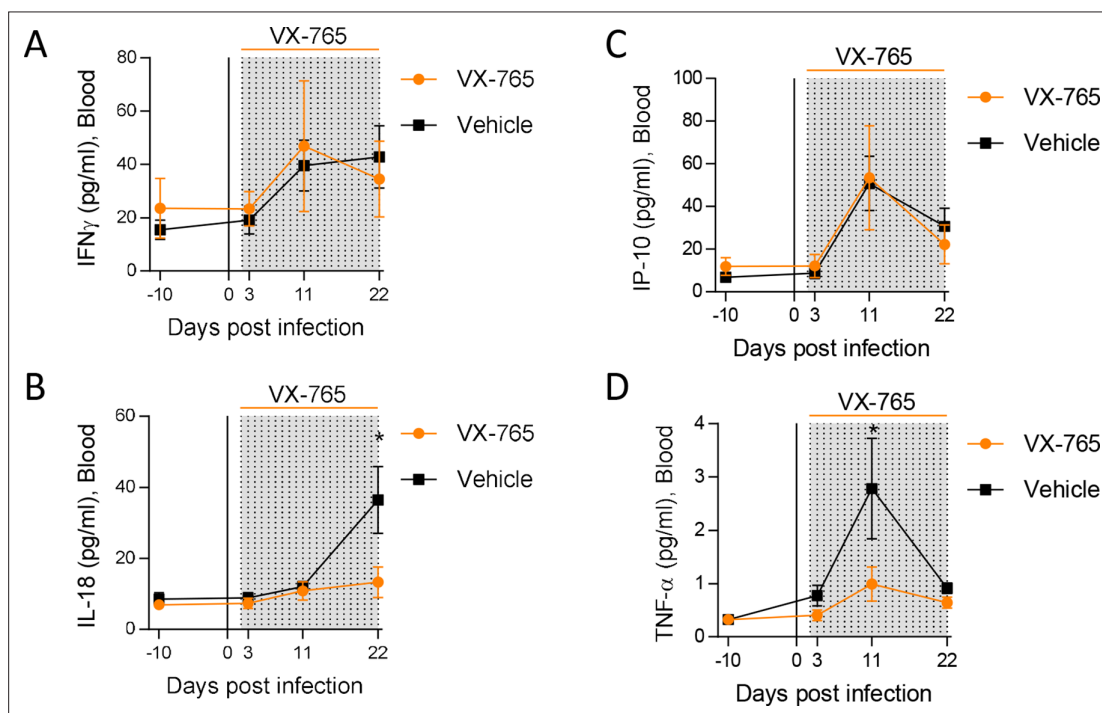 A
VX-765
80
60
40
20
0
IFNγ (pg/ml), Blood
-10 0 3 11 22
Days post infection
VX-765
Vehicle
C
VX-765
100
80
60
40
20
0
IP-10 (pg/ml), Blood
-10 0 3 11 22
Days post infection
VX-765
Vehicle
B
VX-765
60
40
20
0
IL-18 (pg/ml), Blood
*
-10 0 3 11 22
Days post infection
VX-765
Vehicle
D
VX-765
4
3
2
1
0
TNF-α (pg/ml), Blood
*
-10 0 3 11 22
Days post infection
VX-765
Vehicle